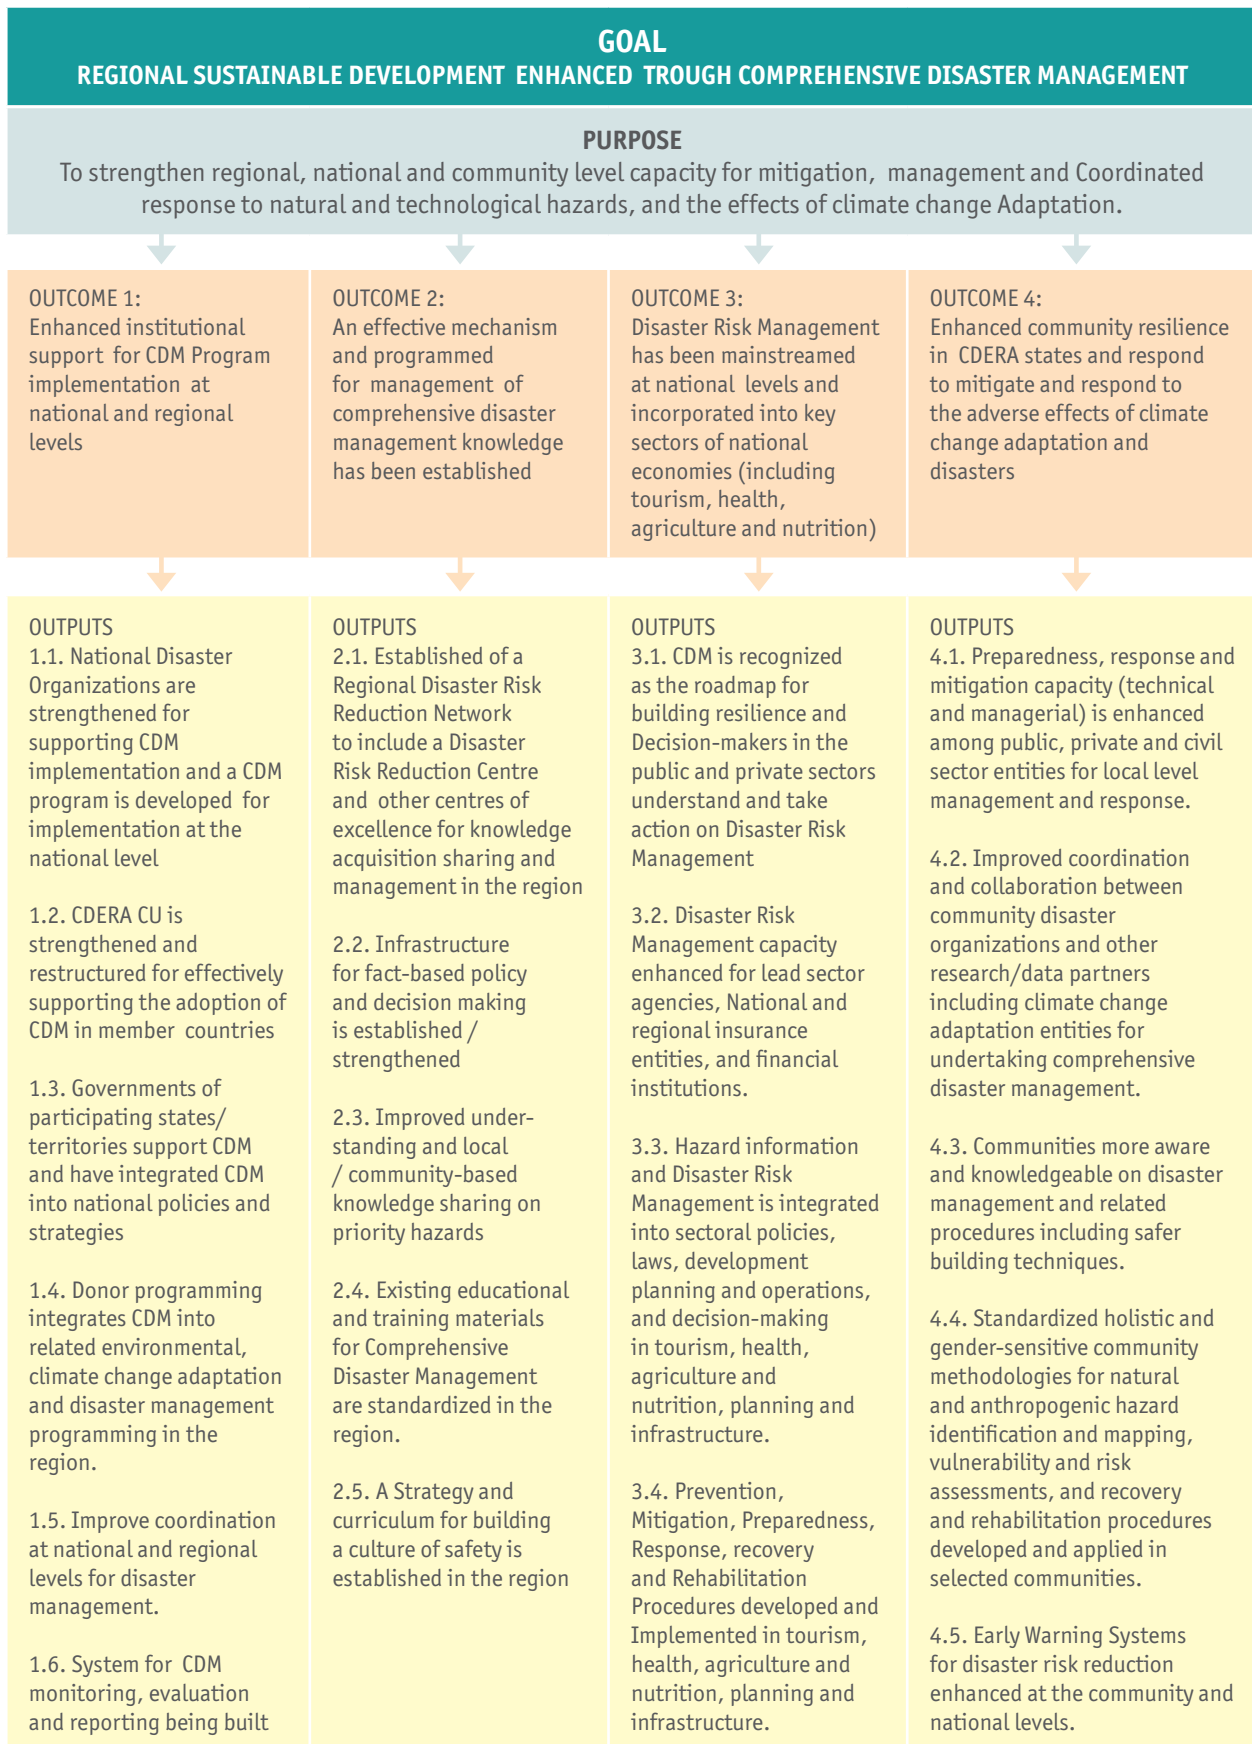 GOAL
REGIONAL SUSTAINABLE DEVELOPMENT ENHANCED TROUGH COMPREHENSIVE DISASTER MANAGEMENT
PURPOSE
To strengthen regional, national and community level capacity for mitigation, management and Coordinated
response to natural and technological hazards, and the effects of climate change Adaptation.
OUTCOME 1:
Enhanced institutional
support for CDM Program
implementation at
national and regional
levels
OUTCOME 2:
An effective mechanism
and programmed
for management of
comprehensive disaster
management knowledge
has been established
OUTCOME 3:
Disaster Risk Management
has been mainstreamed
at national levels and
incorporated into key
sectors of national
economies (including
tourism, health,
agriculture and nutrition)
OUTCOME 4:
Enhanced community resilience
in CDERA states and respond
to mitigate and respond to
the adverse effects of climate
change adaptation and
disasters
OUTPUTS
1.1. National Disaster
Organizations are
strengthened for
supporting CDM
implementation and a CDM
program is developed for
implementation at the
national level
1.2. CDERA CU is
strengthened and
restructured for effectively
supporting the adoption of
CDM in member countries
1.3. Governments of
participating states/
territories support CDM
and have integrated CDM
into national policies and
strategies
1.4. Donor programming
integrates CDM into
related environmental,
climate change adaptation
and disaster management
programming in the
region.
1.5. Improve coordination
at national and regional
levels for disaster
management.
1.6. System for CDM
monitoring, evaluation
and reporting being built
OUTPUTS
2.1. Established of a
Regional Disaster Risk
Reduction Network
to include a Disaster
Risk Reduction Centre
and other centres of
excellence for knowledge
acquisition sharing and
management in the region
2.2. Infrastructure
for fact-based policy
and decision making
is established /
strengthened
2.3. Improved under-
standing and local
/ community-based
knowledge sharing on
priority hazards
2.4. Existing educational
and training materials
for Comprehensive
Disaster Management
are standardized in the
region.
2.5. A Strategy and
curriculum for building
a culture of safety is
established in the region
OUTPUTS
3.1. CDM is recognized
as the roadmap for
building resilience and
Decision-makers in the
public and private sectors
understand and take
action on Disaster Risk
Management
3.2. Disaster Risk
Management capacity
enhanced for lead sector
agencies, National and
regional insurance
entities, and financial
institutions.
3.3. Hazard information
and Disaster Risk
Management is integrated
into sectoral policies,
laws, development
planning and operations,
and decision-making
in tourism, health,
agriculture and
nutrition, planning and
infrastructure.
3.4. Prevention,
Mitigation, Preparedness,
Response, recovery
and Rehabilitation
Procedures developed and
Implemented in tourism,
health, agriculture and
nutrition, planning and
infrastructure.
OUTPUTS
4.1. Preparedness, response and
mitigation capacity (technical
and managerial) is enhanced
among public, private and civil
sector entities for local level
management and response.
4.2. Improved coordination
and collaboration between
community disaster
organizations and other
research/data partners
including climate change
adaptation entities for
undertaking comprehensive
disaster management.
4.3. Communities more aware
and knowledgeable on disaster
management and related
procedures including safer
building techniques.
4.4. Standardized holistic and
gender-sensitive community
methodologies for natural
and anthropogenic hazard
identification and mapping,
vulnerability and risk
assessments, and recovery
and rehabilitation procedures
developed and applied in
selected communities.
4.5. Early Warning Systems
for disaster risk reduction
enhanced at the community and
national levels.